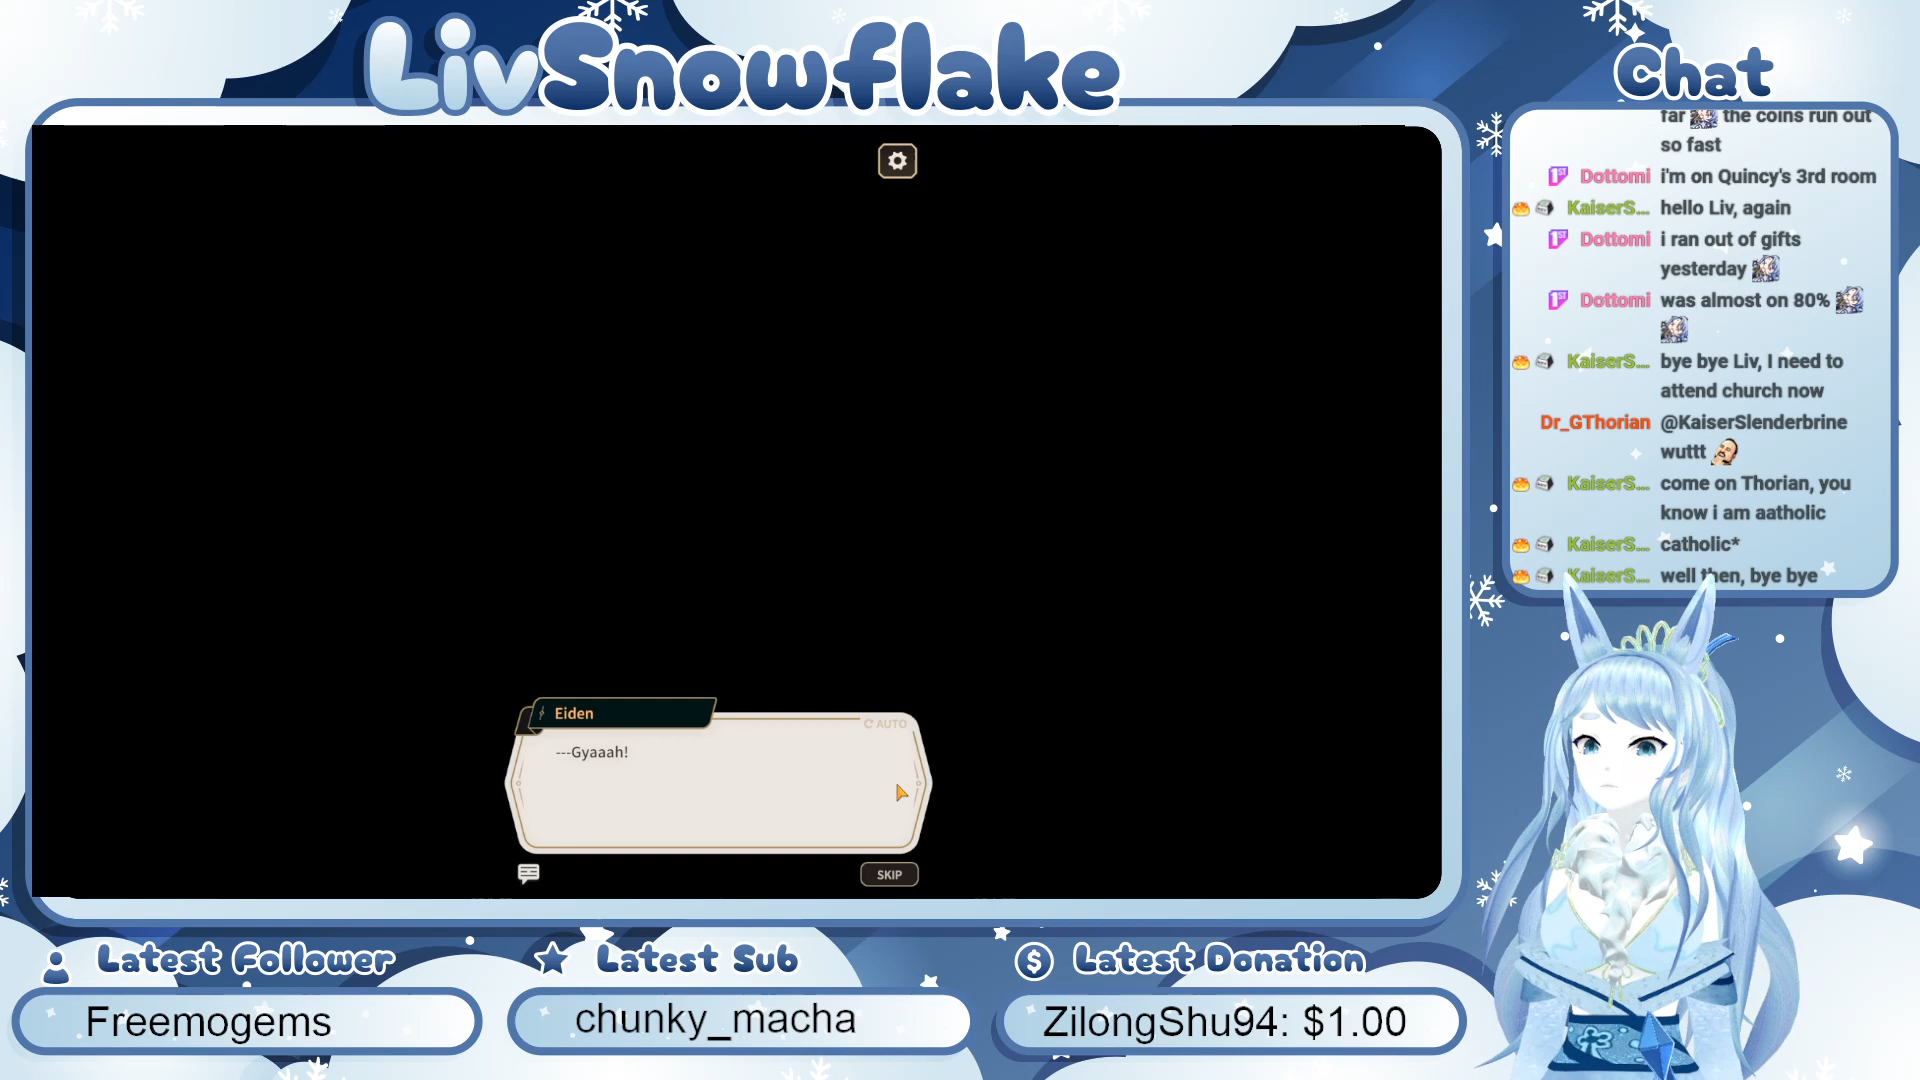 LivSnowflake
Chat
far the coins run out
so fast
Dottomi i'm on Quincy's 3rd room
KaiserS... hello Liv, again
Dottomi i ran out of gifts
yesterday
Dottomi was almost on 80%
KaiserS... bye bye Liv, I need to
attend church now
Dr_GThorian @KaiserSlenderbrine
wuttt
KaiserS... come on Thorian, you
know i am aatholic
KaiserS... catholic*
KaiserS... well then, bye bye
Eiden
AUTO
---Gyaaah!
SKIP
Latest Follower
Freemogems
Latest Sub
chunky_macha
Latest Donation
ZilongShu94: $1.00